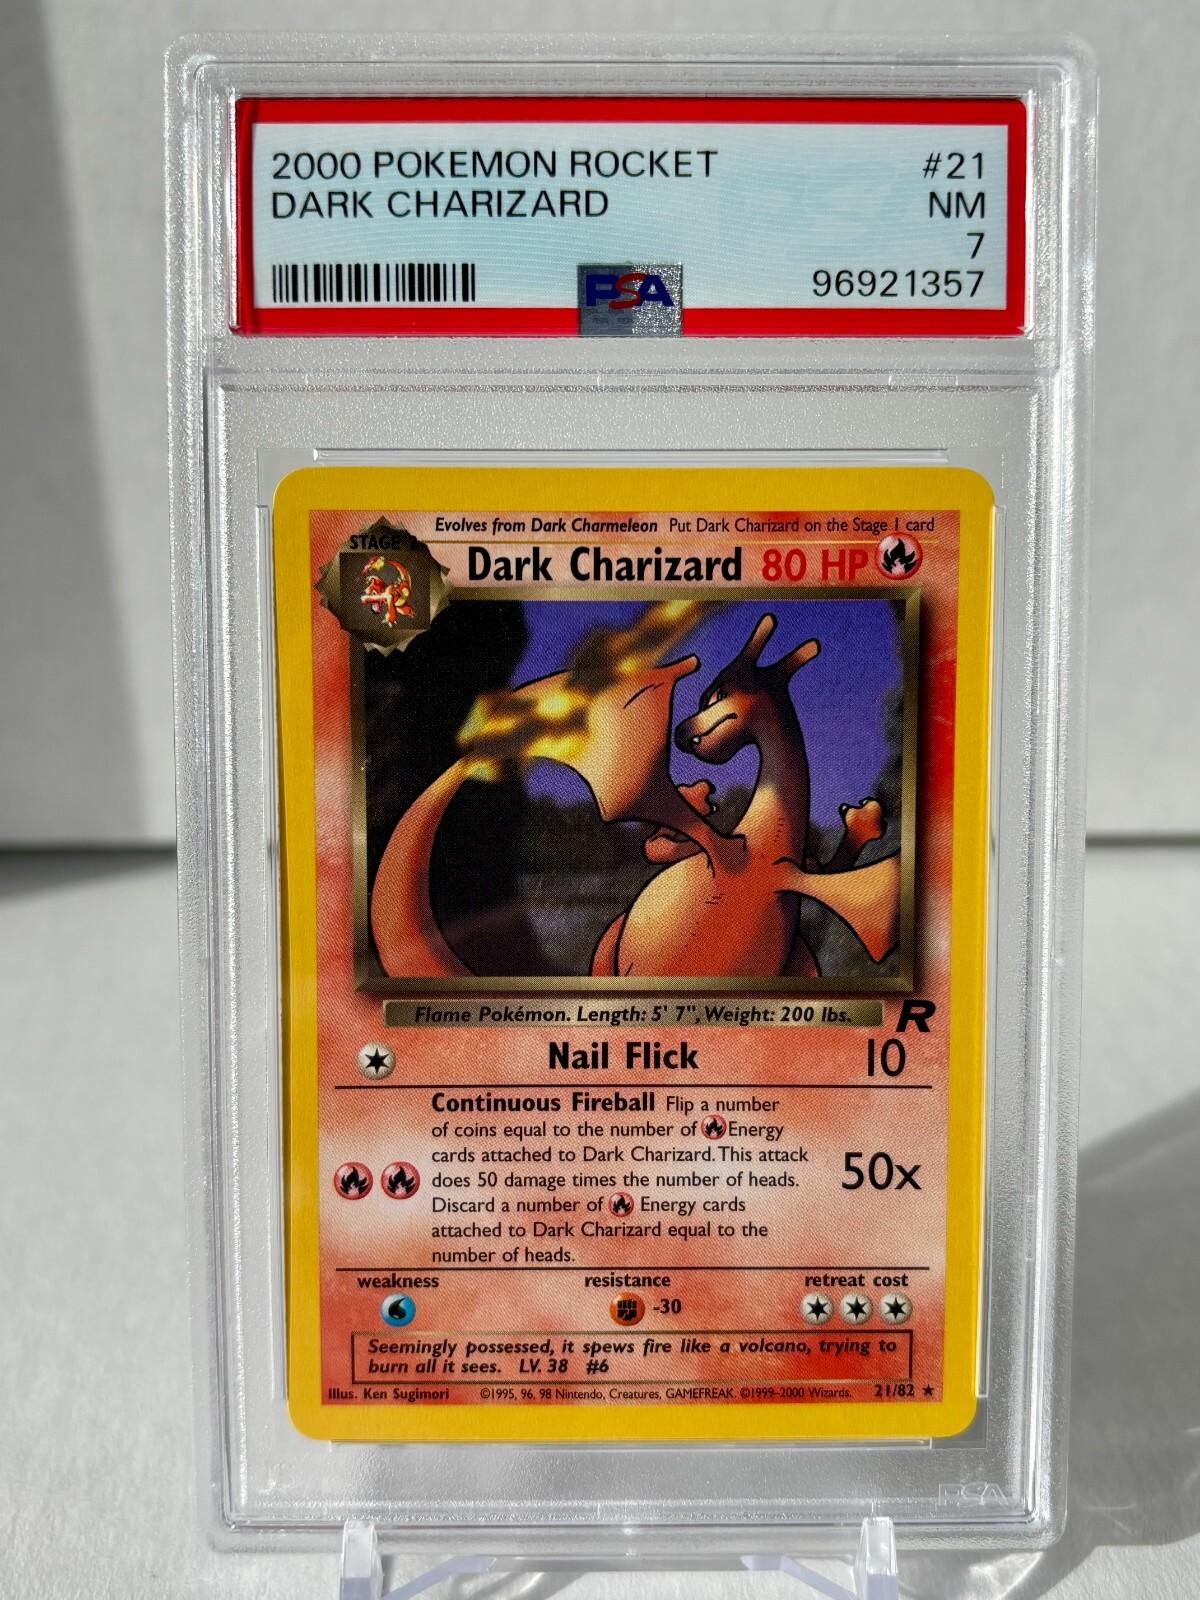 2000 POKEMON ROCKET #21
DARK CHARIZARD NM
7
PSA 96921357
Evolves from Dark Charmeleon Put Dark Charizard on the Stage 1 card
STAGE 2
Dark Charizard 80 HP
Flame Pokémon. Length: 5' 7", Weight: 200 lbs.
R
Nail Flick 10
Continuous Fireball Flip a number
of coins equal to the number of Energy
cards attached to Dark Charizard. This attack
does 50 damage times the number of heads. 50x
Discard a number of Energy cards
attached to Dark Charizard equal to the
number of heads.
weakness resistance retreat cost
-30
Seemingly possessed, it spews fire like a volcano, trying to
burn all it sees. LV. 38 #6
Illus. Ken Sugimori ©1995, 96, 98 Nintendo, Creatures, GAMEFREAK. ©1999-2000 Wizards. 21/82 ★
PSA